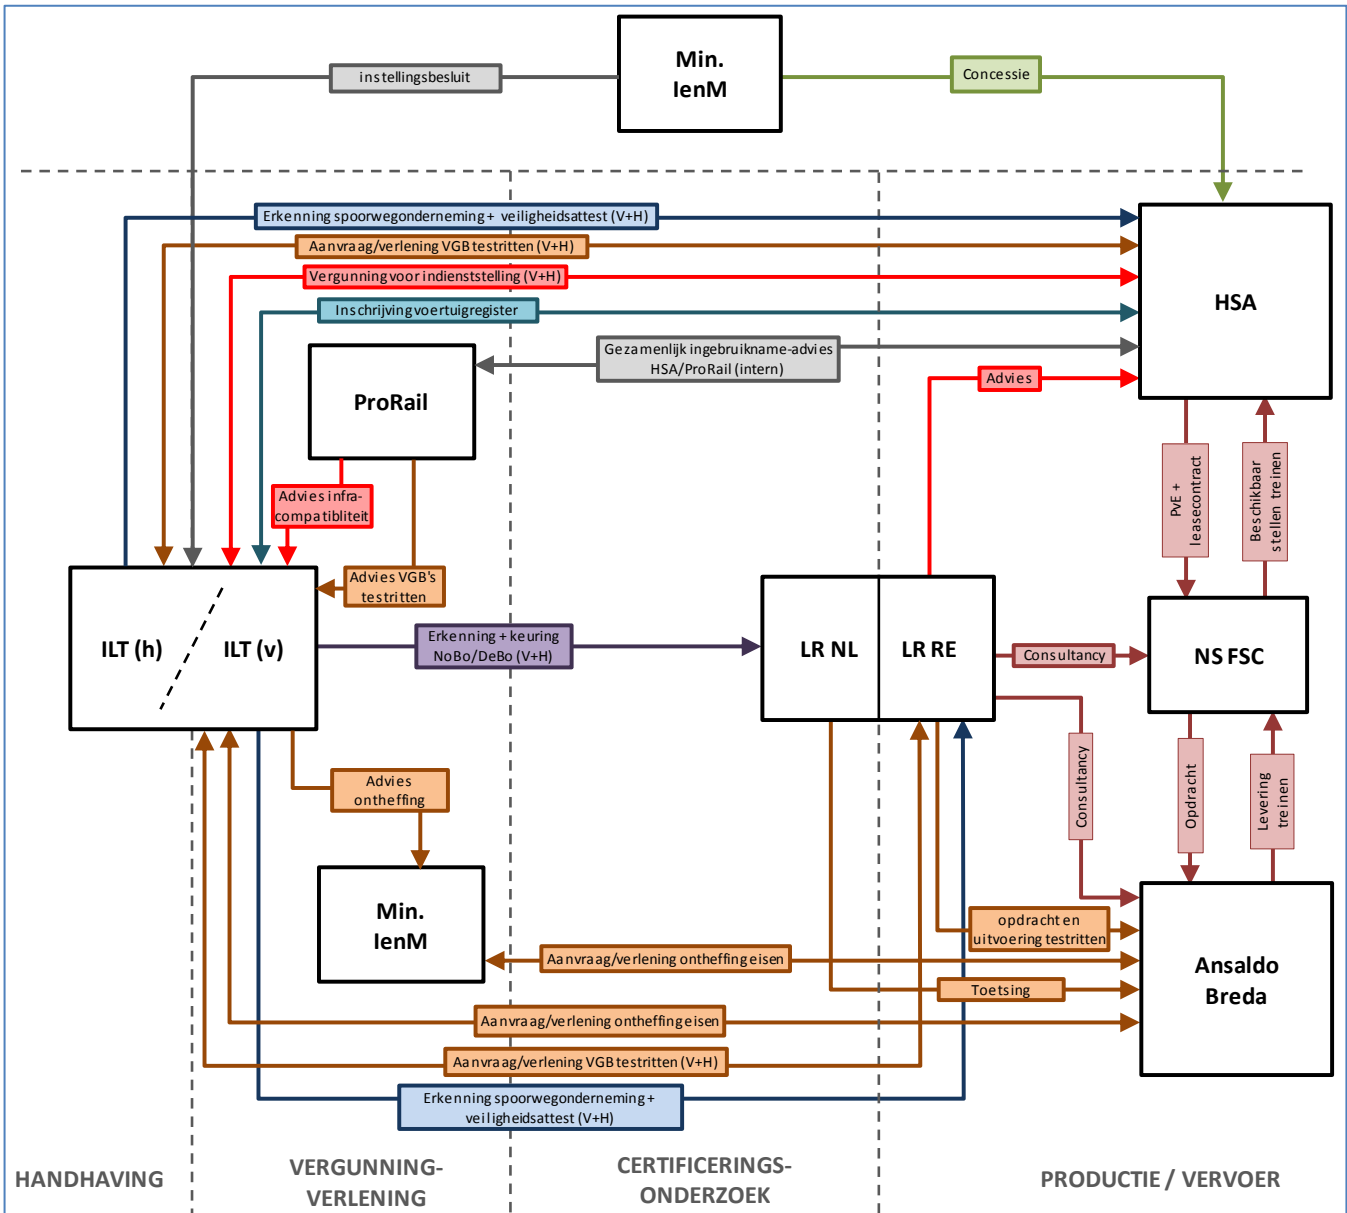 Min.
IenM
instellingsbesluit
Concessie
Erkenning spoorwegonderneming + veiligheidsattest (V+H)
Aanvraag/verlening VGB testritten (V+H)
Vergunning voor indienststelling (V+H)
Inschrijving voertuigregister
HSA
Gezamenlijk ingebruikname-advies
HSA/ProRail (intern)
Advies
ProRail
Advies infra-
compatibliteit
Advies VGB's
testritten
PvE +
leasecontract
Beschikbaar
stellen treinen
ILT (h)
ILT (v)
Erkenning + keuring
NoBo/DeBo (V+H)
LR NL
LR RE
Consultancy
NS FSC
Consultancy
Opdracht
Levering
treinen
Advies
ontheffing
Min.
IenM
opdracht en
uitvoering testritten
Aanvraag/verlening ontheffing eisen
Toetsing
Ansaldo
Breda
Aanvraag/verlening ontheffing eisen
Aanvraag/verlening VGB testritten (V+H)
Erkenning spoorwegonderneming +
veiligheidsattest (V+H)
HANDHAVING
VERGUNNING-
VERLENING
CERTIFICERINGS-
ONDERZOEK
PRODUCTIE / VERVOER